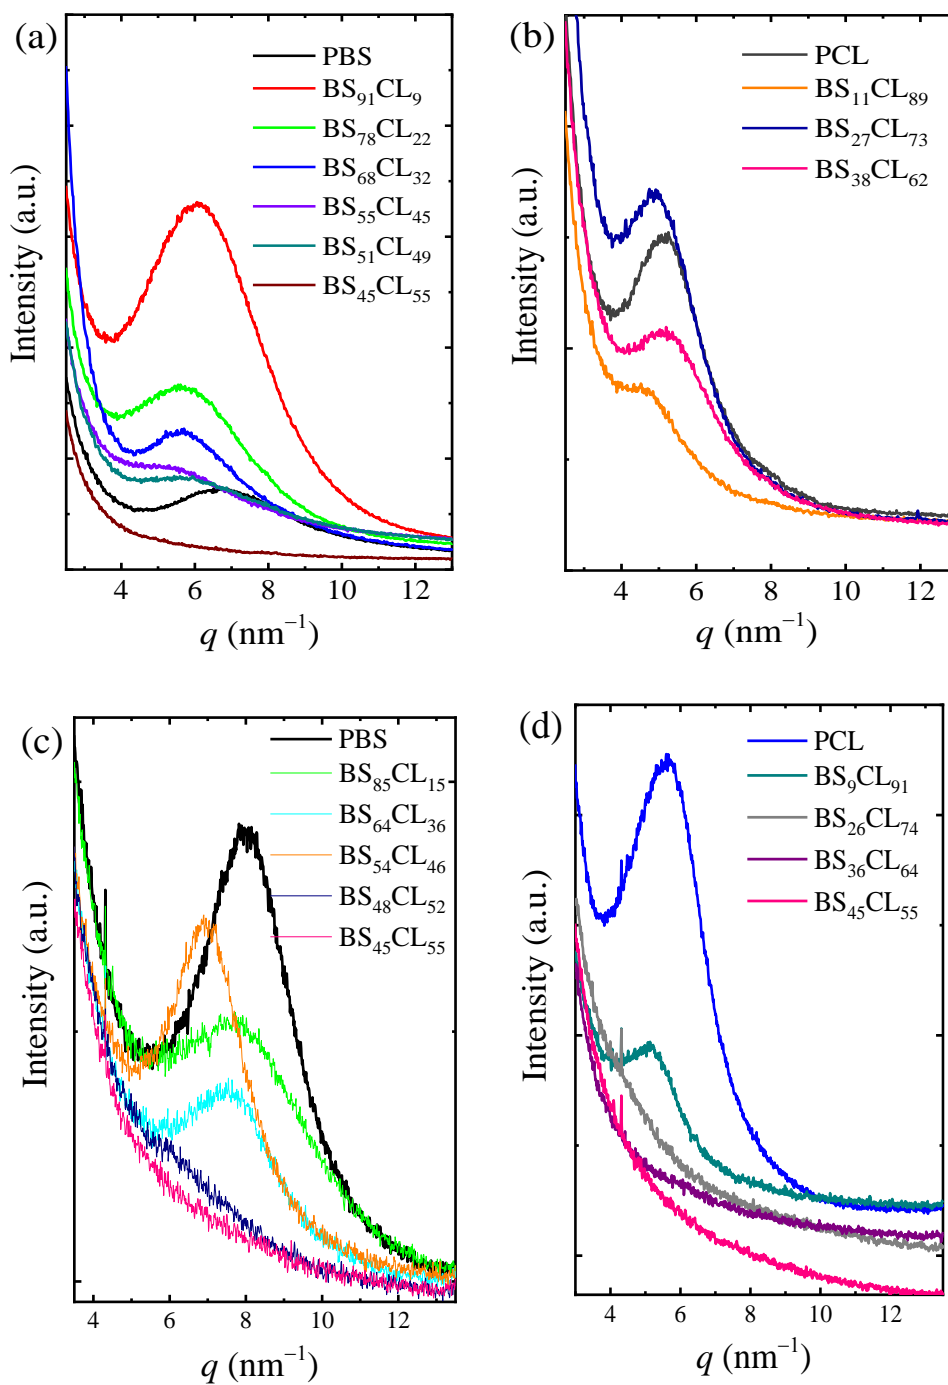 (a)
PBS
BS₉₁CL₉
BS₇₈CL₂₂
BS₆₈CL₃₂
BS₅₅CL₄₅
BS₅₁CL₄₉
BS₄₅CL₅₅
Intensity (a.u.)
4 6 8 10 12
q (nm⁻¹)
(b)
PCL
BS₁₁CL₈₉
BS₂₇CL₇₃
BS₃₈CL₆₂
Intensity (a.u.)
4 6 8 10 12
q (nm⁻¹)
(c)
PBS
BS₈₅CL₁₅
BS₆₄CL₃₆
BS₅₄CL₄₆
BS₄₈CL₅₂
BS₄₅CL₅₅
Intensity (a.u.)
4 6 8 10 12
q (nm⁻¹)
(d)
PCL
BS₉CL₉₁
BS₂₆CL₇₄
BS₃₆CL₆₄
BS₄₅CL₅₅
Intensity (a.u.)
4 6 8 10 12
q (nm⁻¹)